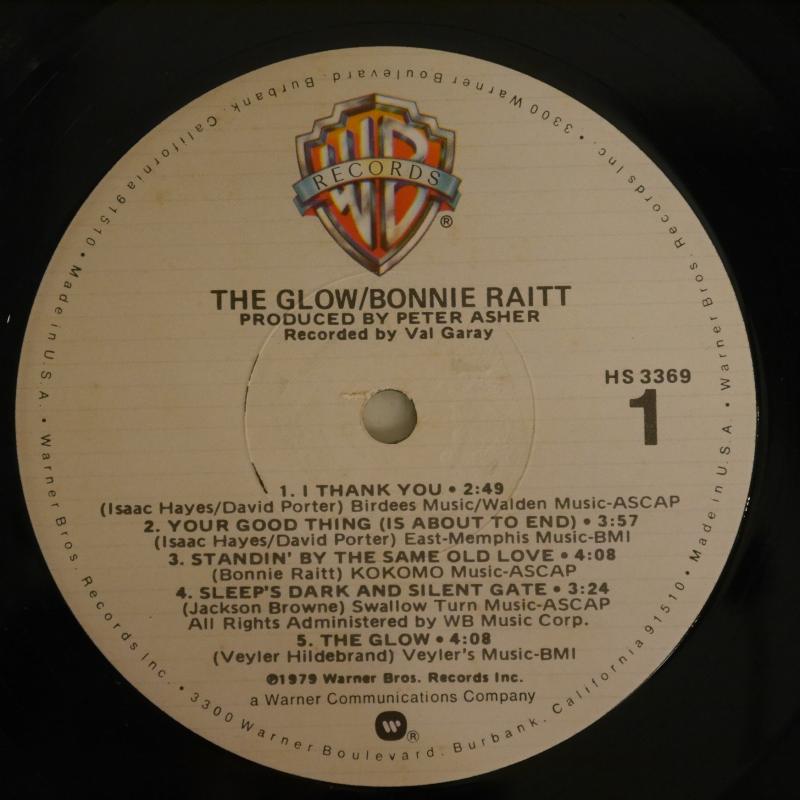 WB
RECORDS
®
THE GLOW/BONNIE RAITT
PRODUCED BY PETER ASHER
Recorded by Val Garay
HS 3369
1
1. I THANK YOU • 2:49
(Isaac Hayes/David Porter) Birdees Music/Walden Music-ASCAP
2. YOUR GOOD THING (IS ABOUT TO END) • 3:57
(Isaac Hayes/David Porter) East-Memphis Music-BMI
3. STANDIN' BY THE SAME OLD LOVE • 4:08
(Bonnie Raitt) KOKOMO Music-ASCAP
4. SLEEP'S DARK AND SILENT GATE • 3:24
(Jackson Browne) Swallow Turn Music-ASCAP
All Rights Administered by WB Music Corp.
5. THE GLOW • 4:08
(Veyler Hildebrand) Veyler's Music-BMI
℗1979 Warner Bros. Records Inc.
a Warner Communications Company
W ®
Made in U.S.A. • Warner Bros. Records Inc. • 3300 Warner Boulevard. Burbank. California 91510 • Made in U.S.A. • Warner Bros. Records Inc. • 3300 Warner Boulevard. Burbank. California 91510 •